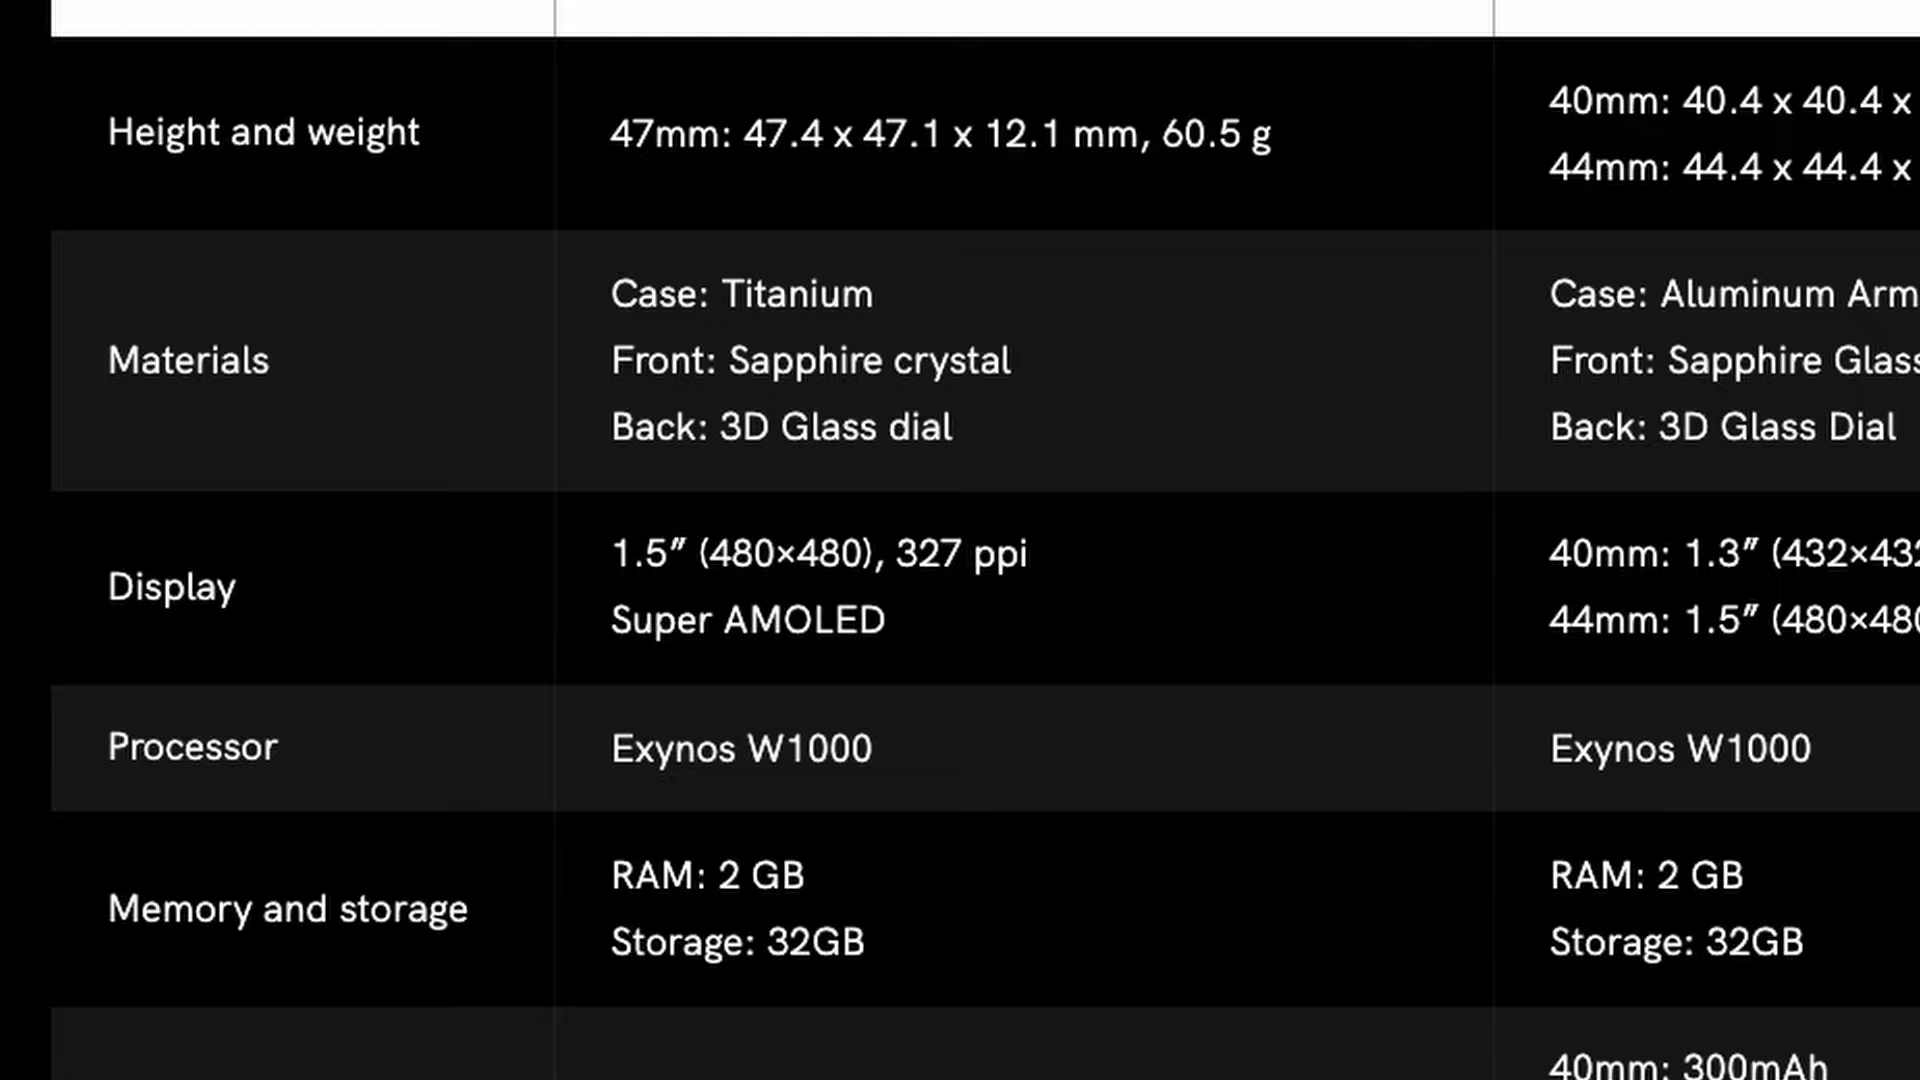 Height and weight
47mm: 47.4 x 47.1 x 12.1 mm, 60.5 g
40mm: 40.4 x 40.4 x
44mm: 44.4 x 44.4 x
Materials
Case: Titanium
Front: Sapphire crystal
Back: 3D Glass dial
Case: Aluminum Arm
Front: Sapphire Glass
Back: 3D Glass Dial
Display
1.5″ (480×480), 327 ppi
Super AMOLED
40mm: 1.3″ (432×432
44mm: 1.5″ (480×480
Processor
Exynos W1000
Exynos W1000
Memory and storage
RAM: 2 GB
Storage: 32GB
RAM: 2 GB
Storage: 32GB
40mm: 300mAh